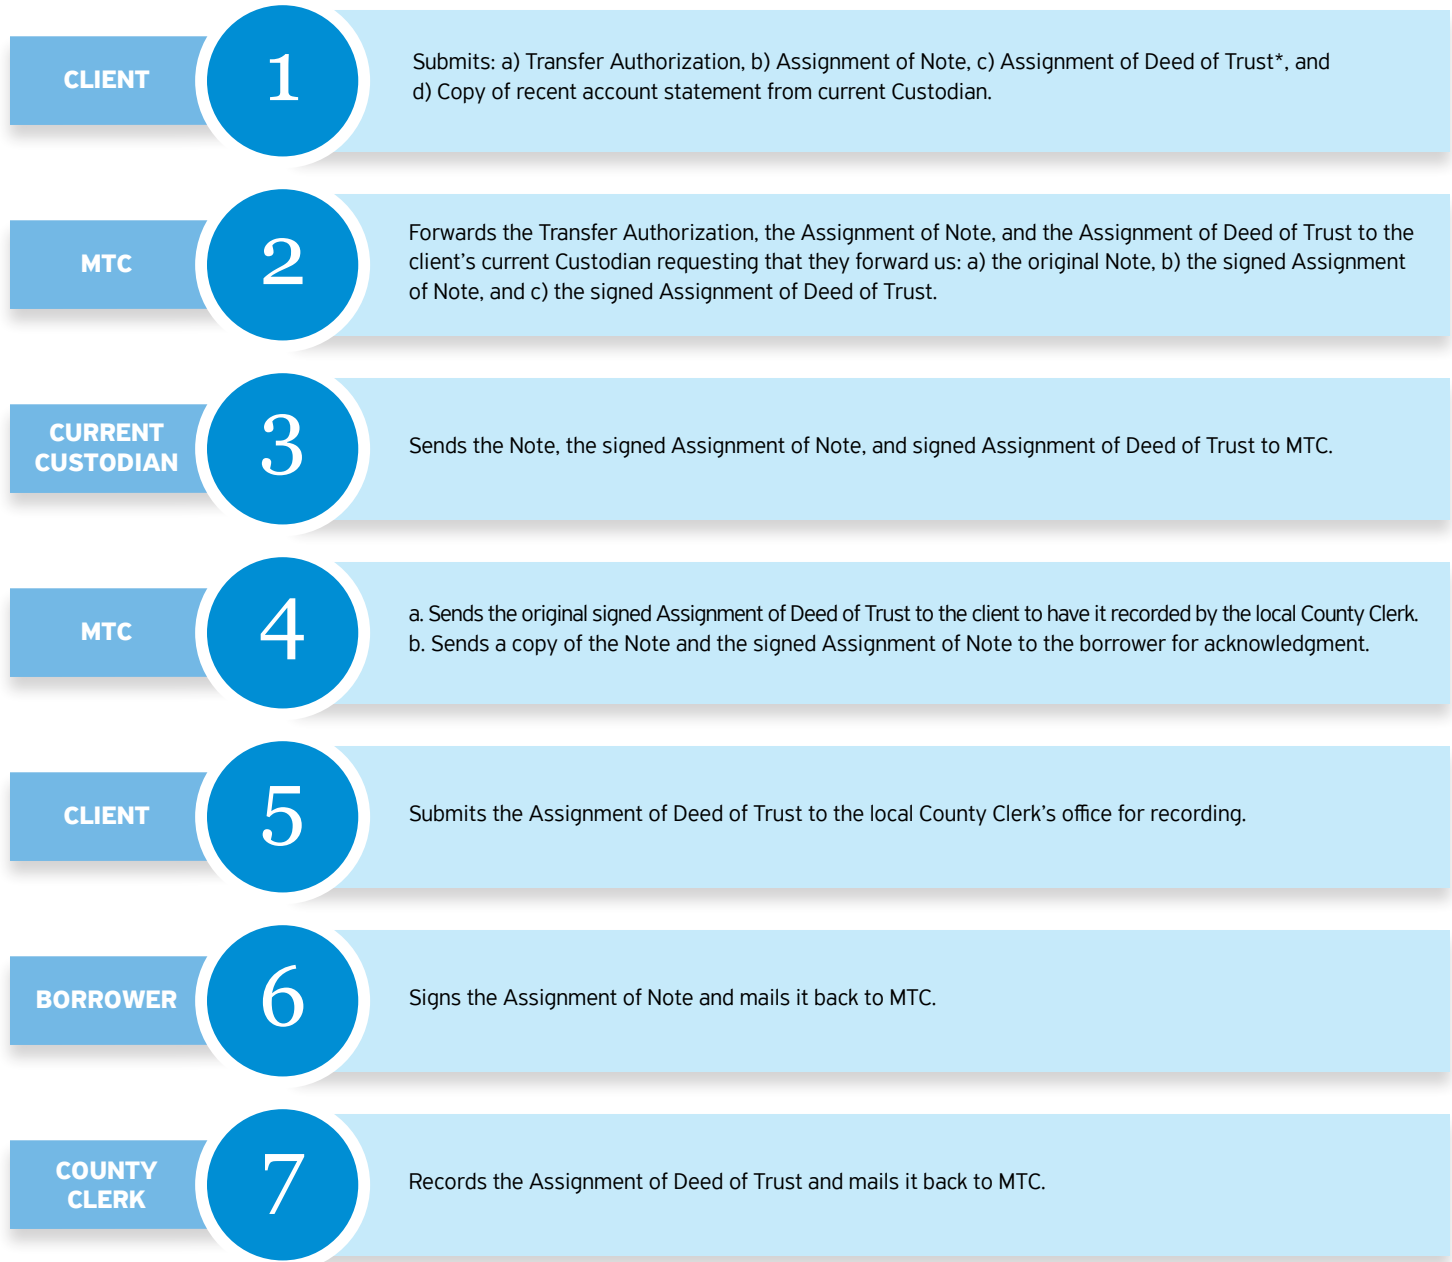 CLIENT
1
Submits: a) Transfer Authorization, b) Assignment of Note, c) Assignment of Deed of Trust*, and
d) Copy of recent account statement from current Custodian.
MTC
2
Forwards the Transfer Authorization, the Assignment of Note, and the Assignment of Deed of Trust to the
client’s current Custodian requesting that they forward us: a) the original Note, b) the signed Assignment
of Note, and c) the signed Assignment of Deed of Trust.
CURRENT
CUSTODIAN
3
Sends the Note, the signed Assignment of Note, and signed Assignment of Deed of Trust to MTC.
MTC
4
a. Sends the original signed Assignment of Deed of Trust to the client to have it recorded by the local County Clerk.
b. Sends a copy of the Note and the signed Assignment of Note to the borrower for acknowledgment.
CLIENT
5
Submits the Assignment of Deed of Trust to the local County Clerk’s office for recording.
BORROWER
6
Signs the Assignment of Note and mails it back to MTC.
COUNTY
CLERK
7
Records the Assignment of Deed of Trust and mails it back to MTC.